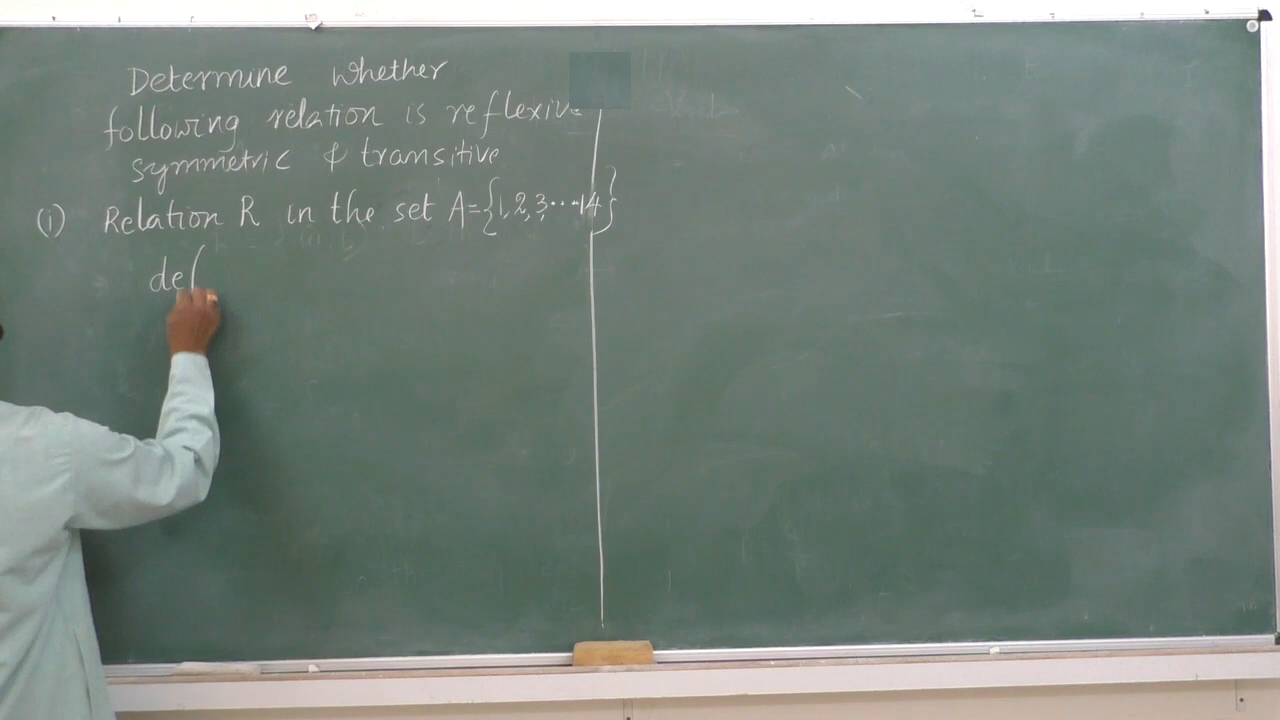 Determine whether
following relation is reflexive
symmetric & transitive
(i) Relation R in the set A={1,2,3,...14}
def